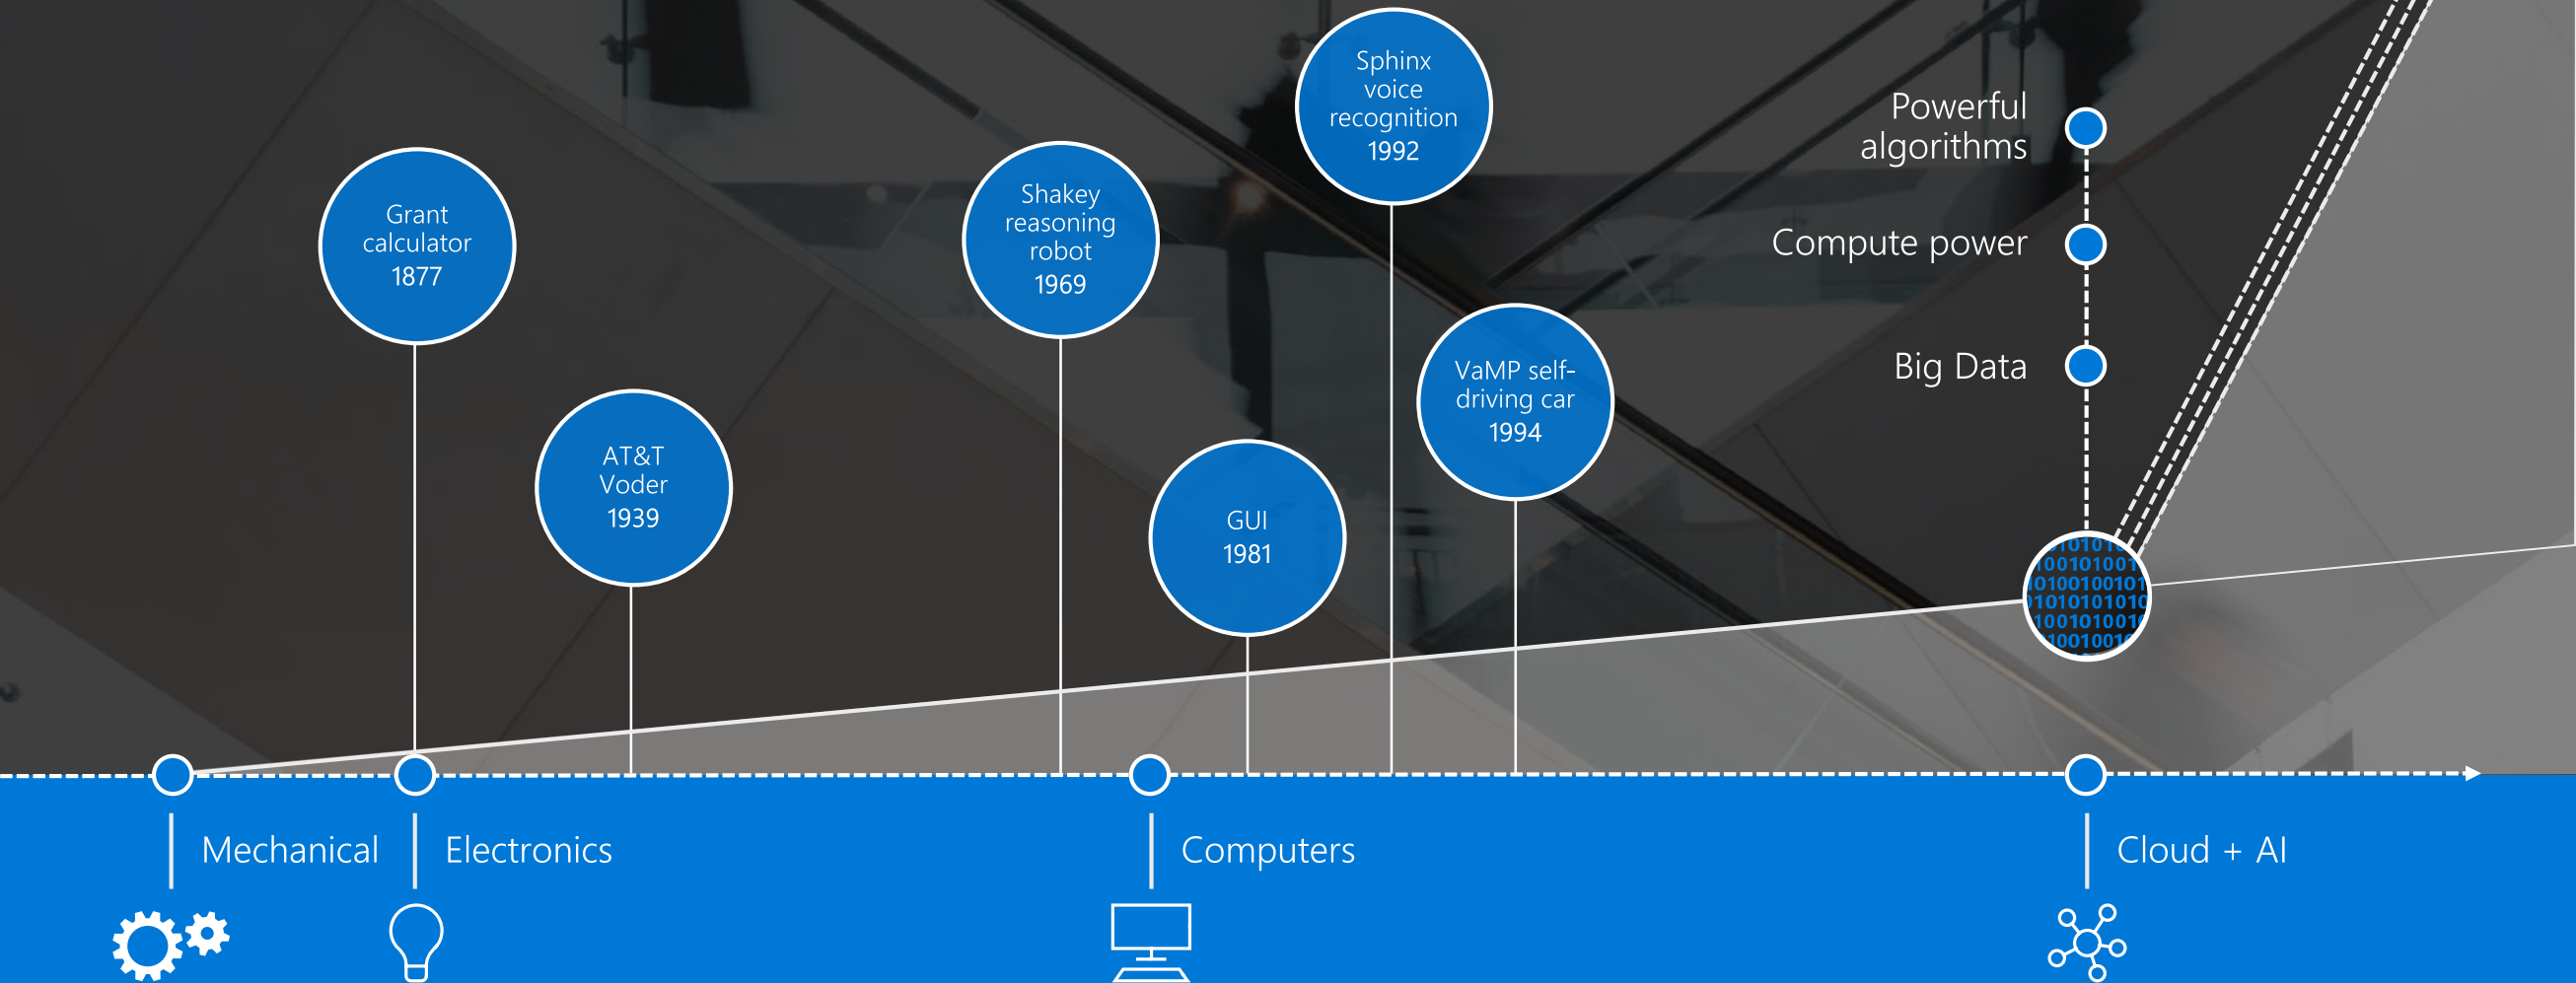 Grant
calculator
1877
AT&T
Voder
1939
Shakey
reasoning
robot
1969
GUI
1981
Sphinx
voice
recognition
1992
VaMP self-
driving car
1994
Powerful
algorithms
Compute power
Big Data
Mechanical
Electronics
Computers
Cloud + AI